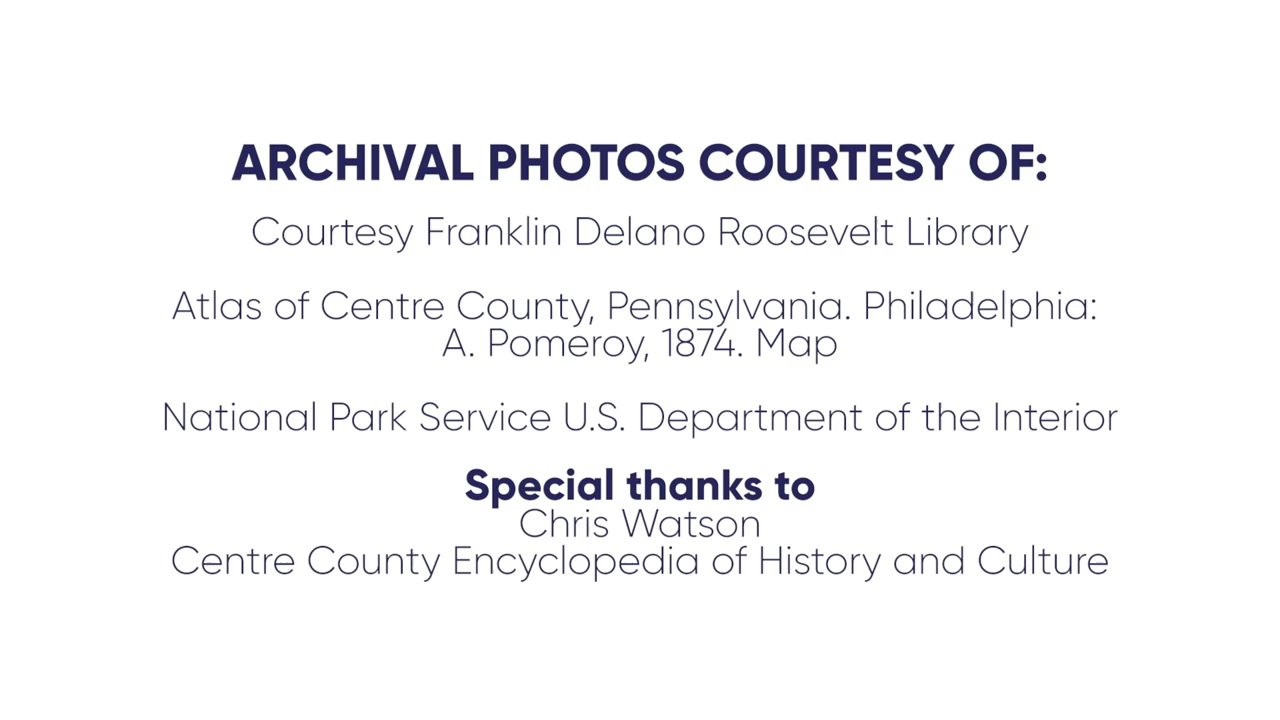 ARCHIVAL PHOTOS COURTESY OF:
Courtesy Franklin Delano Roosevelt Library
Atlas of Centre County, Pennsylvania. Philadelphia:
A. Pomeroy, 1874. Map
National Park Service U.S. Department of the Interior
Special thanks to
Chris Watson
Centre County Encyclopedia of History and Culture